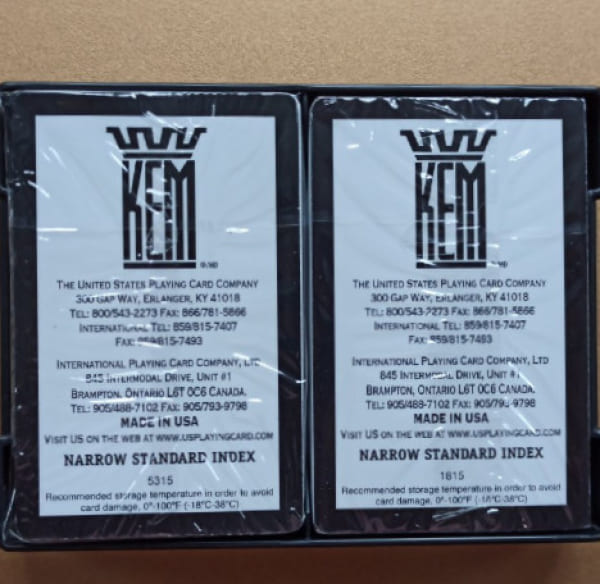 KEM
THE UNITED STATES PLAYING CARD COMPANY
300 GAP WAY, ERLANGER, KY 41018
TEL: 800/543-2273 FAX: 866/781-5866
INTERNATIONAL TEL: 859/815-7407
FAX: 859/815-7493
INTERNATIONAL PLAYING CARD COMPANY, LTD
845 INTERMODAL DRIVE, UNIT #1
BRAMPTON, ONTARIO L6T 0C6 CANADA.
TEL: 905/488-7102 FAX: 905/793-9798
MADE IN USA
VISIT US ON THE WEB AT WWW.USPLAYINGCARD.COM
NARROW STANDARD INDEX
5315
Recommended storage temperature in order to avoid
card damage, 0°-100°F (-18°C-38°C)
KEM
THE UNITED STATES PLAYING CARD COMPANY
300 GAP WAY, ERLANGER, KY 41018
TEL: 800/543-2273 FAX: 866/781-5866
INTERNATIONAL TEL: 859/815-7407
FAX: 859/815-7493
INTERNATIONAL PLAYING CARD COMPANY, LTD
845 INTERMODAL DRIVE, UNIT #1
BRAMPTON, ONTARIO L6T 0C6 CANADA.
TEL: 905/488-7102 FAX: 905/793-9798
MADE IN USA
VISIT US ON THE WEB AT WWW.USPLAYINGCARD.COM
NARROW STANDARD INDEX
1615
Recommended storage temperature in order to avoid
card damage, 0°-100°F (-18°C-38°C)